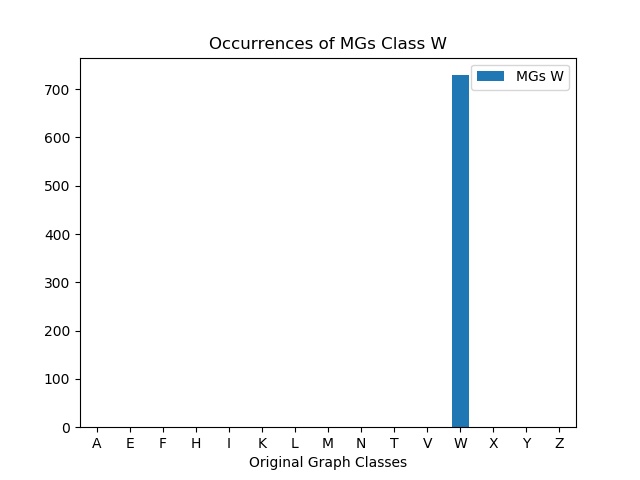 Occurrences of MGs Class W
MGs W
700
600
500
400
300
200
100
0
A E F H I K L M N T V W X Y Z
Original Graph Classes